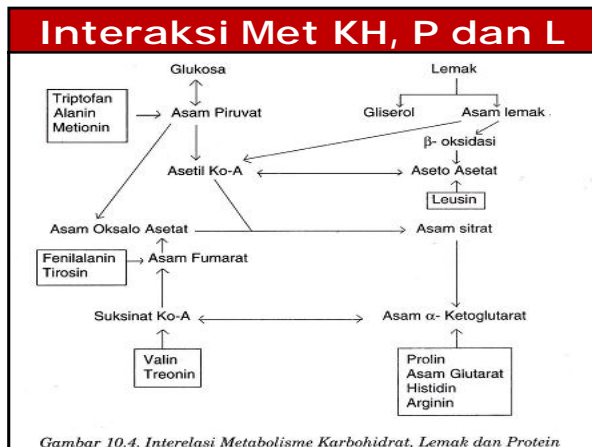 Interaksi Met KH, P dan L
Glukosa
Lemak
Triptofan
Alanin
Metionin
Asam Piruvat
Gliserol
Asam lemak
β- oksidasi
Asetil Ko-A
Aseto Asetat
Leusin
Asam Oksalo Asetat
Asam sitrat
Fenilalanin
Tirosin
Asam Fumarat
Suksinat Ko-A
Asam α- Ketoglutarat
Valin
Treonin
Prolin
Asam Glutarat
Histidin
Arginin
Gambar 10.4. Interelasi Metabolisme Karbohidrat, Lemak dan Protein